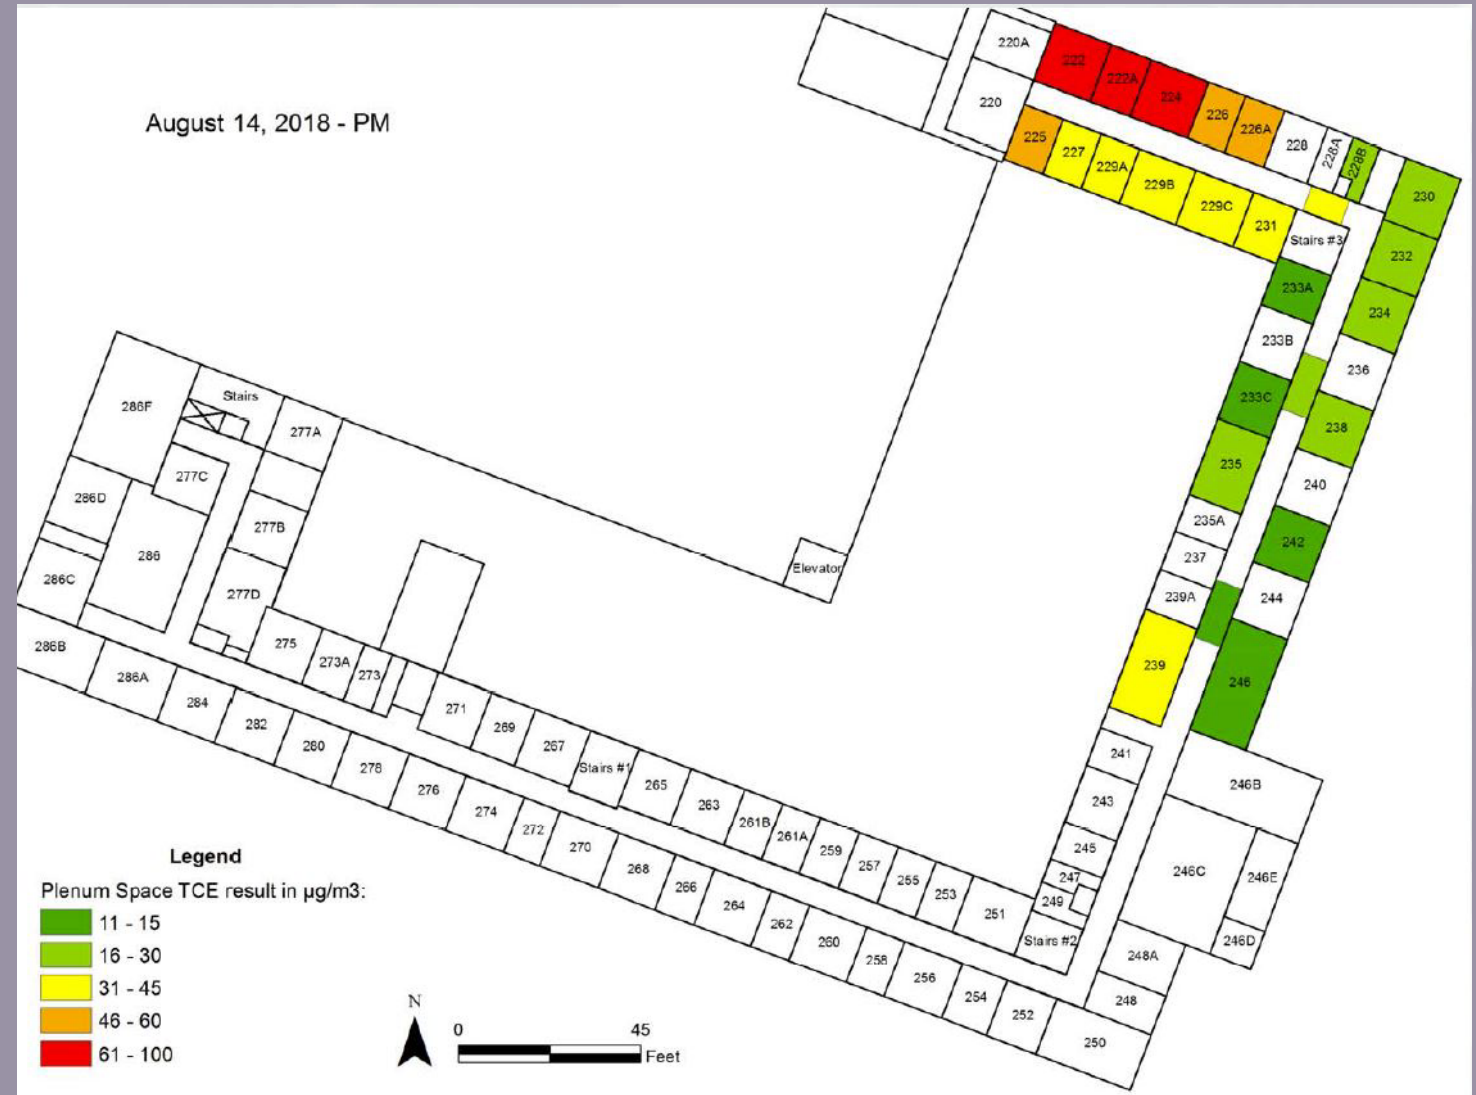 August 14, 2018 - PM
220A
222
222A
224
226
226A
228
228A
228B
220
225
227
229A
229B
229C
231
Stairs #3
230
232
234
233A
233B
236
233C
238
235
240
235A
242
237
244
239A
239
246
241
246B
243
245
247
249
246C
246E
246D
Stairs #2
248A
248
250
286F
Stairs
277A
277C
286D
277B
286
286C
277D
Elevator
286B
275
273A
273
286A
284
271
282
269
280
267
278
Stairs #1
276
265
274
263
272
261B
270
261A
268
259
266
257
264
255
262
253
260
251
258
256
254
252
Legend
Plenum Space TCE result in µg/m3:
11 - 15
16 - 30
31 - 45
46 - 60
61 - 100
N
0 45
Feet